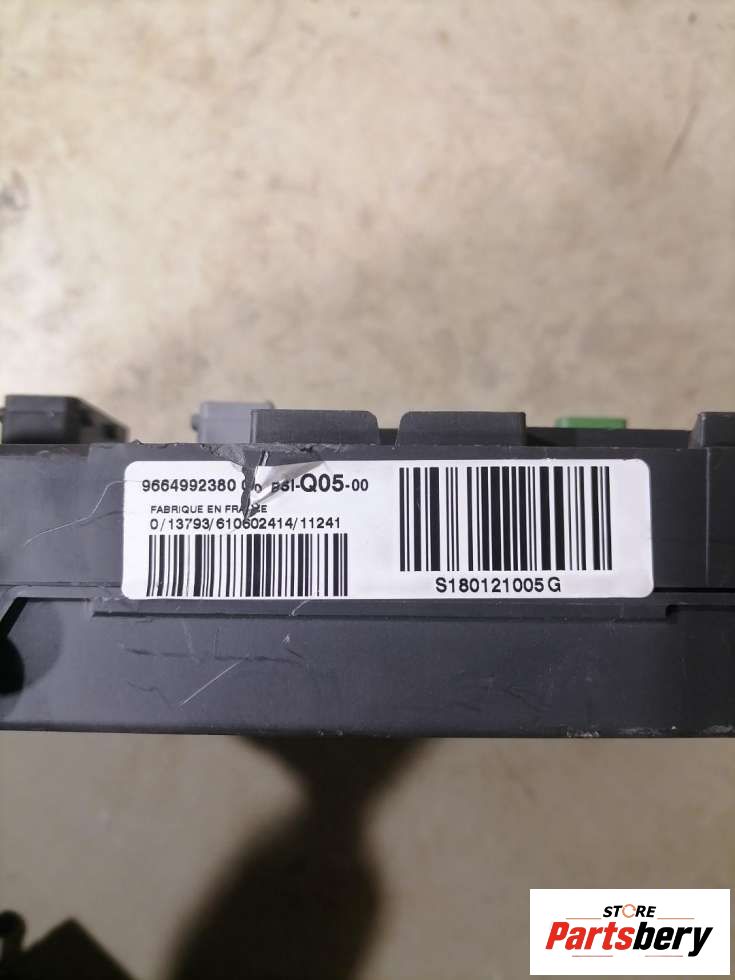 9664992380 BSI-Q05-00
FABRIQUE EN FRANCE
0/13793/610602414/11241
S180121005G
STORE
Partsbery